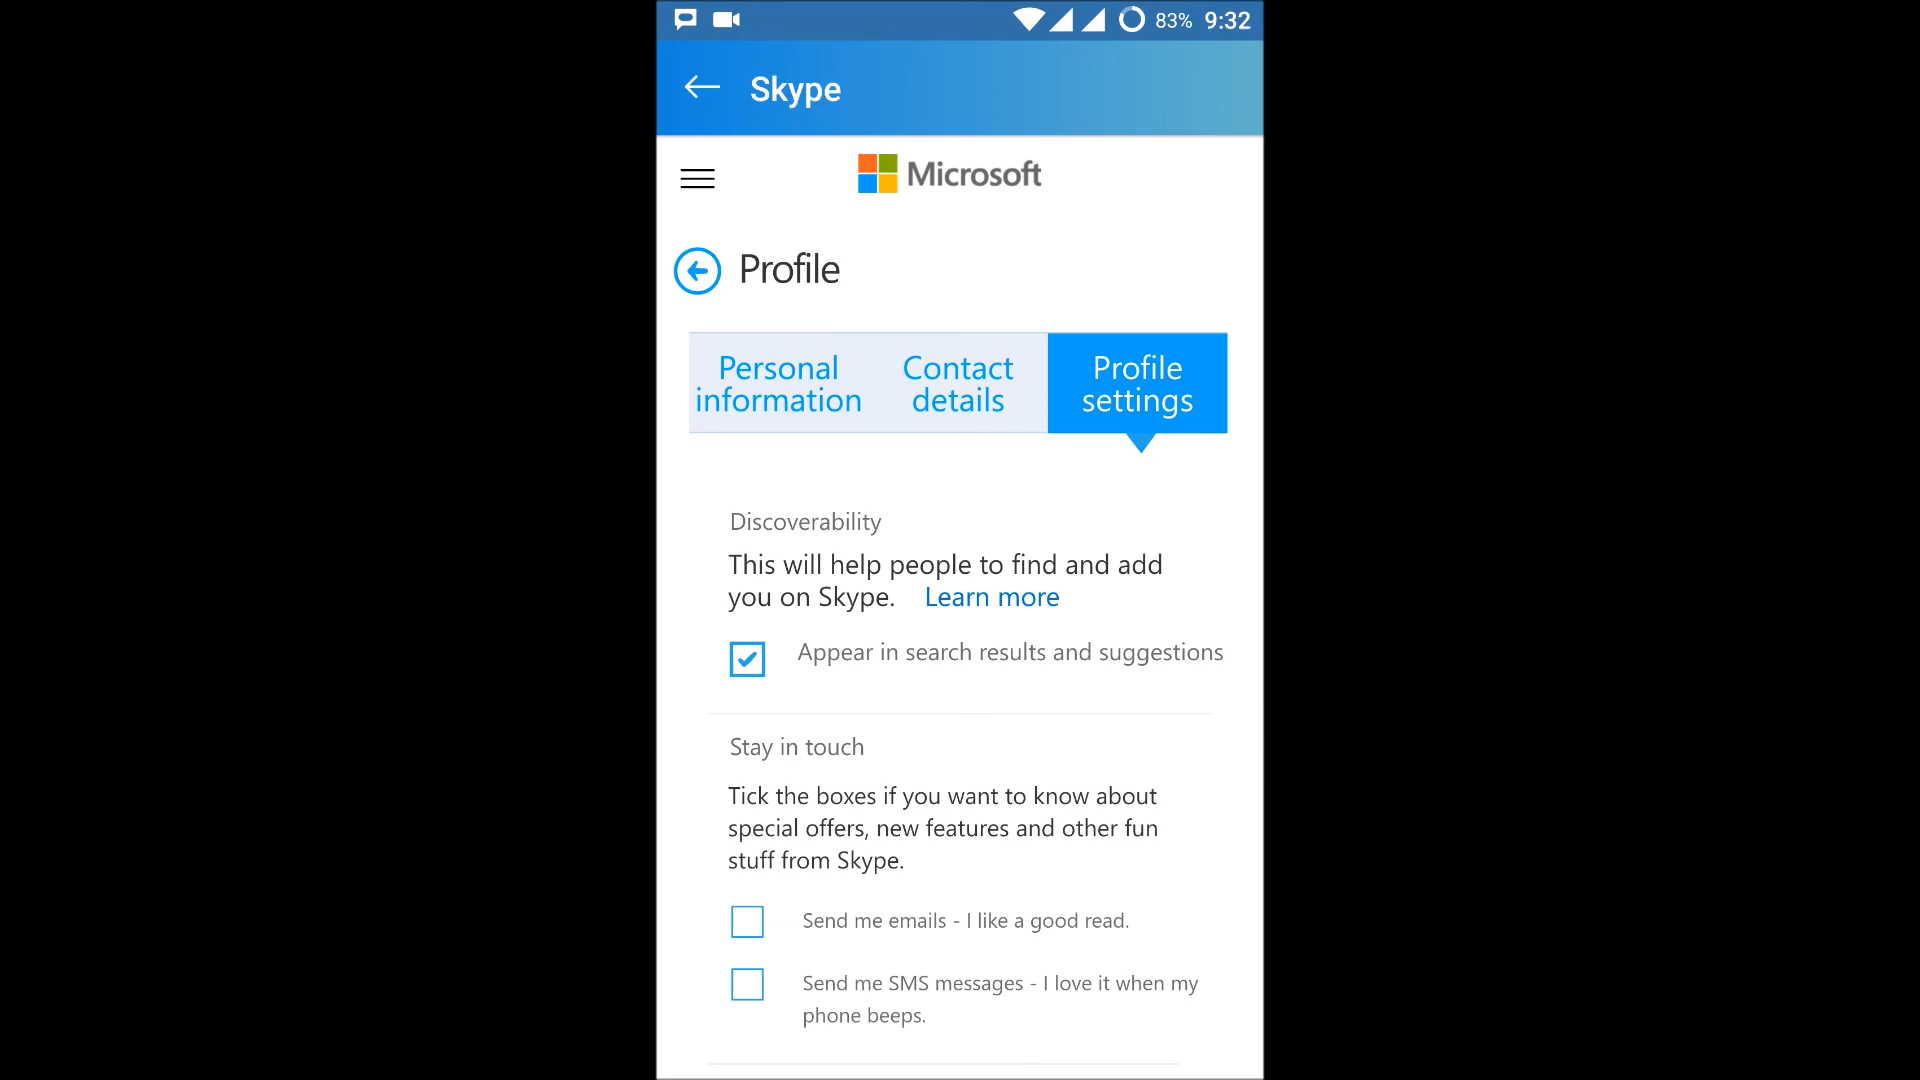 83% 9:32
Skype
Microsoft
Profile
Personal information
Contact details
Profile settings
Discoverability
This will help people to find and add
you on Skype. Learn more
Appear in search results and suggestions
Stay in touch
Tick the boxes if you want to know about
special offers, new features and other fun
stuff from Skype.
Send me emails - I like a good read.
Send me SMS messages - I love it when my
phone beeps.